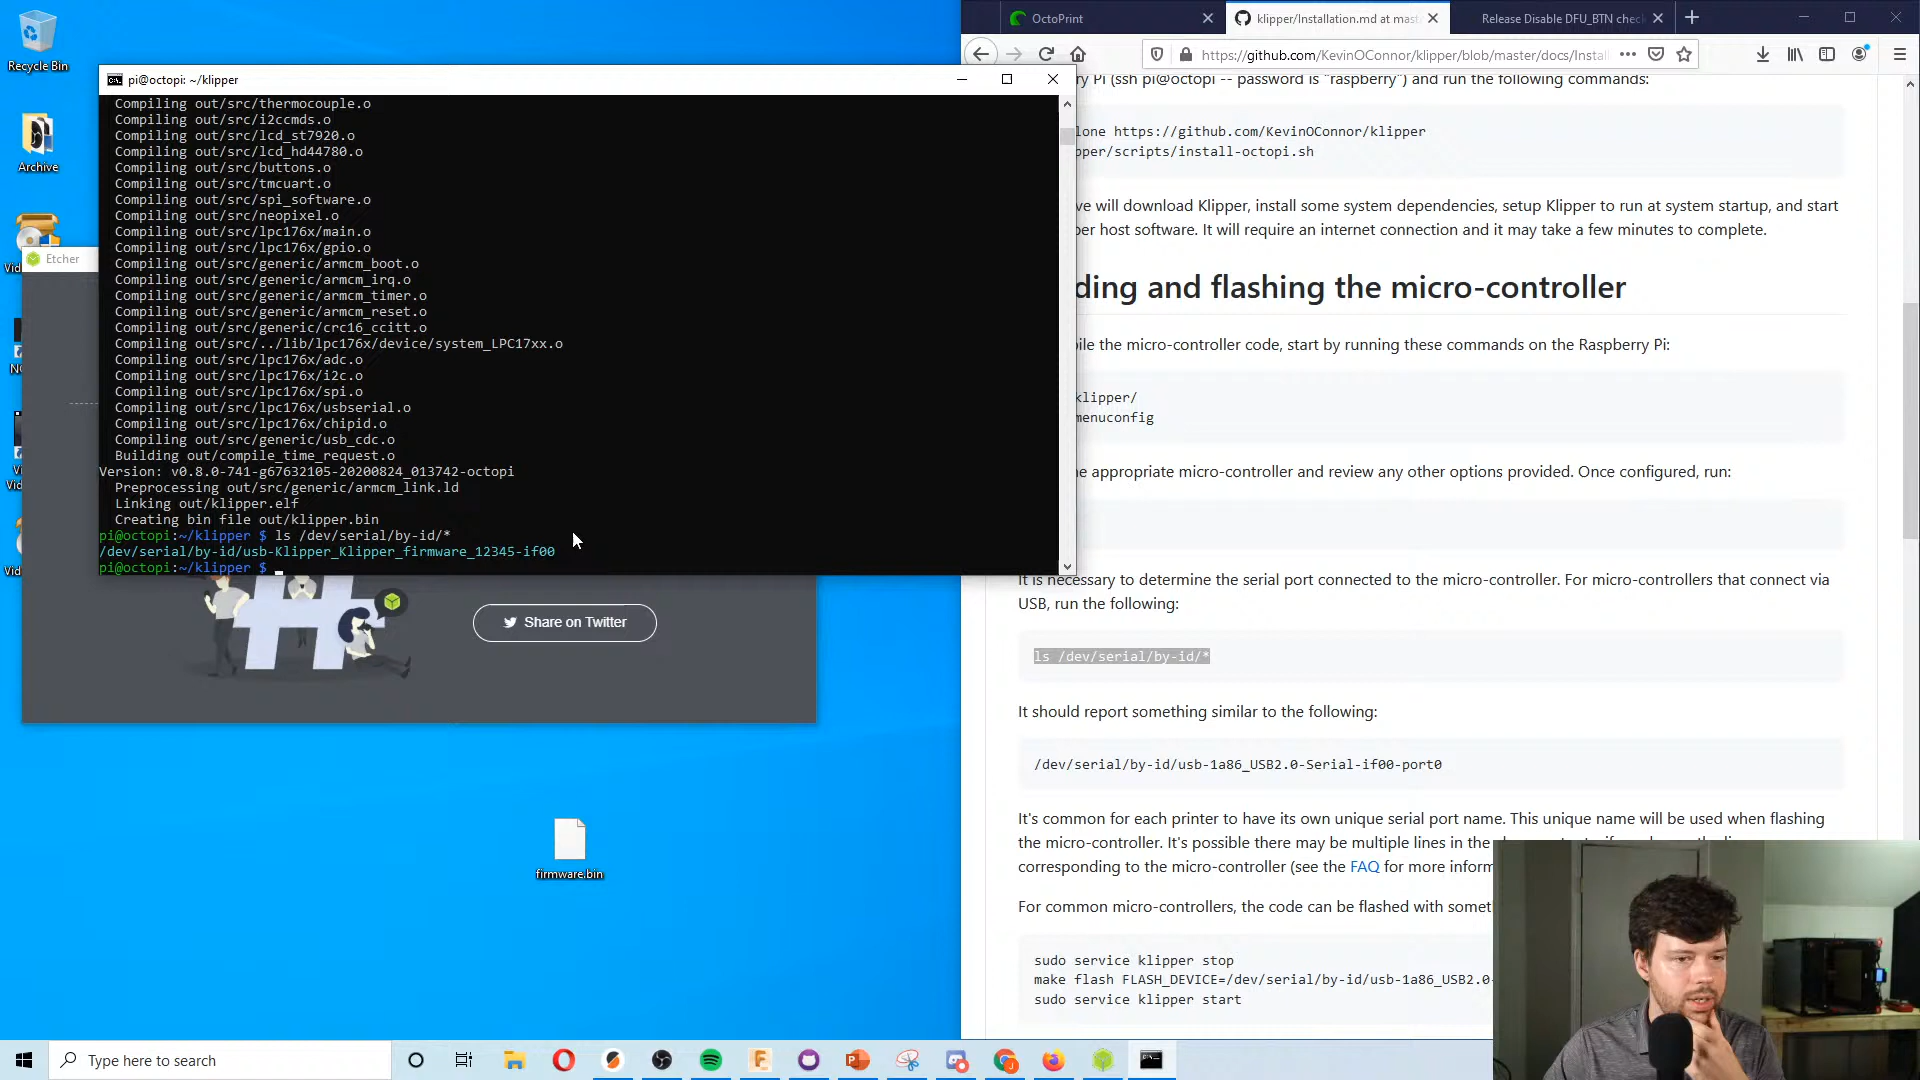 Recycle Bin
Archive
Etcher
pi@octopi: ~/klipper
Compiling out/src/thermocouple.o
Compiling out/src/i2ccmds.o
Compiling out/src/lcd_st7920.o
Compiling out/src/lcd_hd44780.o
Compiling out/src/buttons.o
Compiling out/src/tmcuart.o
Compiling out/src/spi_software.o
Compiling out/src/neopixel.o
Compiling out/src/lpc176x/main.o
Compiling out/src/lpc176x/gpio.o
Compiling out/src/generic/armcm_boot.o
Compiling out/src/generic/armcm_irq.o
Compiling out/src/generic/armcm_timer.o
Compiling out/src/generic/armcm_reset.o
Compiling out/src/generic/crc16_ccitt.o
Compiling out/src/../lib/lpc176x/device/system_LPC17xx.o
Compiling out/src/lpc176x/adc.o
Compiling out/src/lpc176x/i2c.o
Compiling out/src/lpc176x/spi.o
Compiling out/src/lpc176x/usbserial.o
Compiling out/src/lpc176x/chipid.o
Compiling out/src/generic/usb_cdc.o
Building out/compile_time_request.o
Version: v0.8.0-741-g67632105-20200824_013742-octopi
Preprocessing out/src/generic/armcm_link.ld
Linking out/klipper.elf
Creating bin file out/klipper.bin
pi@octopi:~/klipper $ ls /dev/serial/by-id/*
/dev/serial/by-id/usb-Klipper_Klipper_firmware_12345-if00
pi@octopi:~/klipper $
Share on Twitter
firmware.bin
Type here to search
OctoPrint
klipper/Installation.md at mast
Release Disable DFU_BTN chec
https://github.com/KevinOConnor/klipper/blob/master/docs/Install
ry Pi (ssh pi@octopi -- password is "raspberry") and run the following commands:
lone https://github.com/KevinOConnor/klipper
pper/scripts/install-octopi.sh
ve will download Klipper, install some system dependencies, setup Klipper to run at system startup, and start
per host software. It will require an internet connection and it may take a few minutes to complete.
ding and flashing the micro-controller
ile the micro-controller code, start by running these commands on the Raspberry Pi:
klipper/
menuconfig
ne appropriate micro-controller and review any other options provided. Once configured, run:
It is necessary to determine the serial port connected to the micro-controller. For micro-controllers that connect via
USB, run the following:
ls /dev/serial/by-id/*
It should report something similar to the following:
/dev/serial/by-id/usb-1a86_USB2.0-Serial-if00-port0
It's common for each printer to have its own unique serial port name. This unique name will be used when flashing
the micro-controller. It's possible there may be multiple lines in the
corresponding to the micro-controller (see the FAQ for more inform
For common micro-controllers, the code can be flashed with someth
sudo service klipper stop
make flash FLASH_DEVICE=/dev/serial/by-id/usb-1a86_USB2.0-
sudo service klipper start